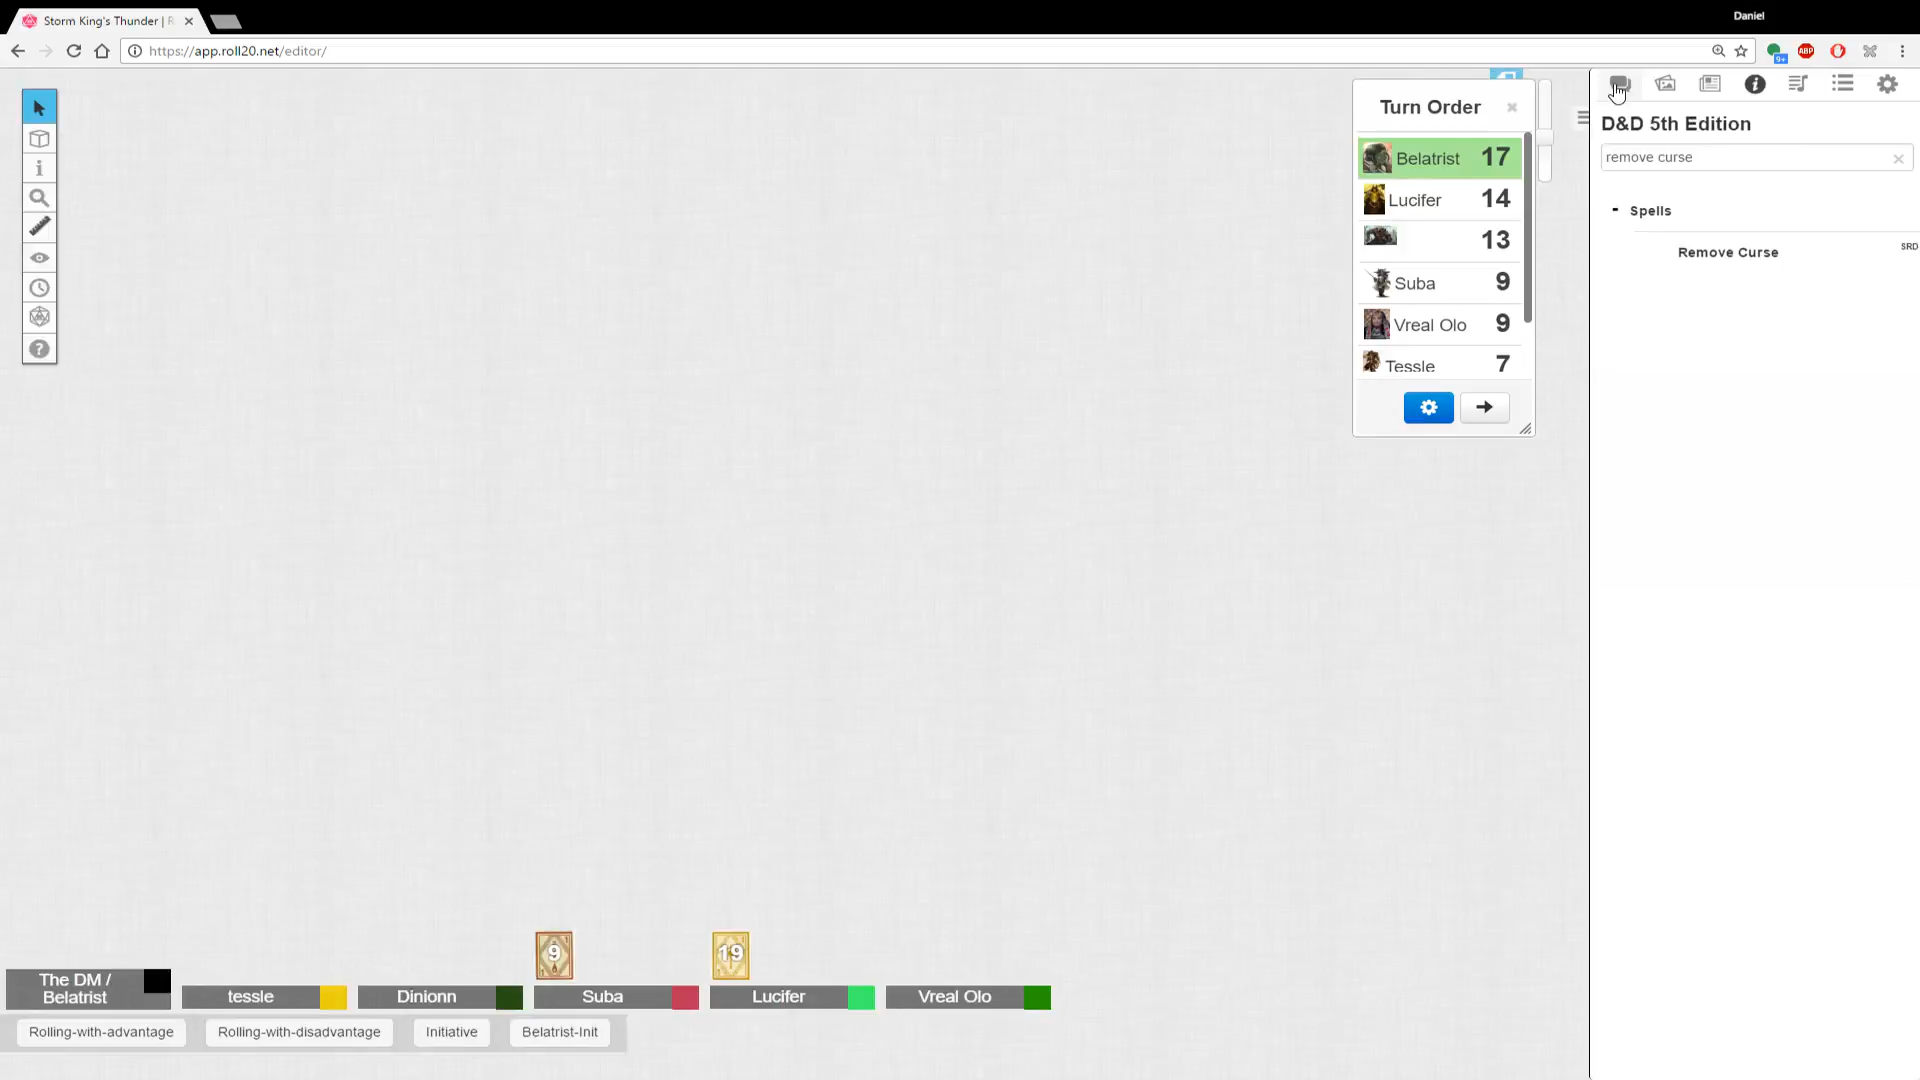 Storm King's Thunder | R
Daniel
https://app.roll20.net/editor/
9+
ABP
Turn Order
Belatrist 17
Lucifer 14
13
Suba 9
Vreal Olo 9
Tessle 7
D&D 5th Edition
remove curse
- Spells
Remove Curse SRD
9
19
The DM /
Belatrist
tessle
Dinionn
Suba
Lucifer
Vreal Olo
Rolling-with-advantage
Rolling-with-disadvantage
Initiative
Belatrist-Init